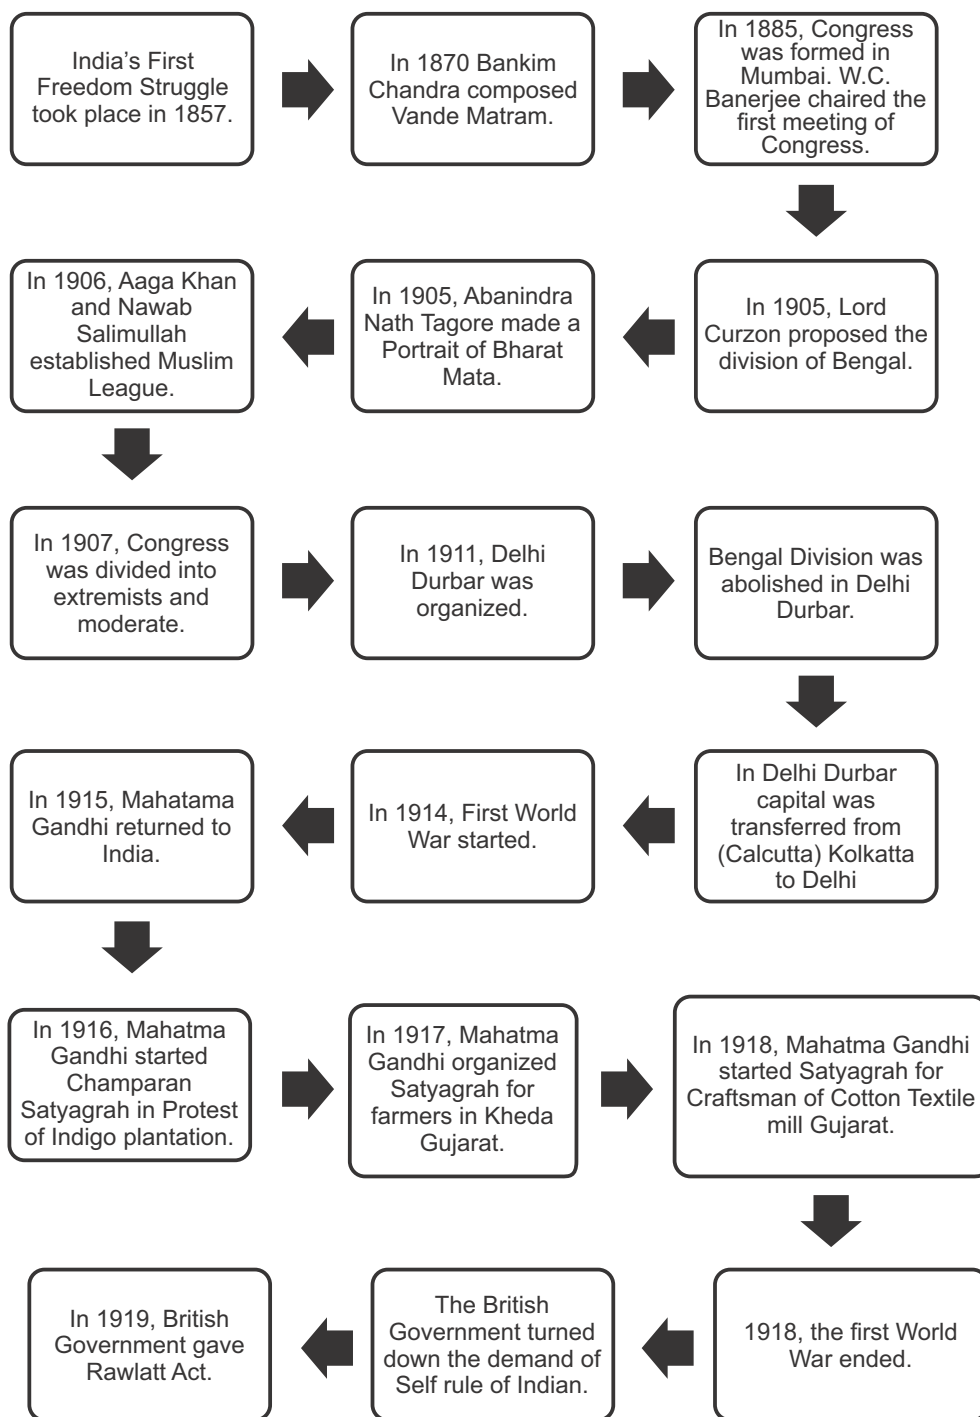 India's First
Freedom Struggle
took place in 1857.
In 1870 Bankim
Chandra composed
Vande Matram.
In 1885, Congress
was formed in
Mumbai. W.C.
Banerjee chaired the
first meeting of
Congress.
In 1905, Lord
Curzon proposed the
division of Bengal.
In 1905, Abanindra
Nath Tagore made a
Portrait of Bharat
Mata.
In 1906, Aaga Khan
and Nawab
Salimullah
established Muslim
League.
In 1907, Congress
was divided into
extremists and
moderate.
In 1911, Delhi
Durbar was
organized.
Bengal Division was
abolished in Delhi
Durbar.
In Delhi Durbar
capital was
transferred from
(Calcutta) Kolkatta
to Delhi
In 1914, First World
War started.
In 1915, Mahatama
Gandhi returned to
India.
In 1916, Mahatma
Gandhi started
Champaran
Satyagrah in Protest
of Indigo plantation.
In 1917, Mahatma
Gandhi organized
Satyagrah for
farmers in Kheda
Gujarat.
In 1918, Mahatma Gandhi
started Satyagrah for
Craftsman of Cotton Textile
mill Gujarat.
1918, the first World
War ended.
The British
Government turned
down the demand of
Self rule of Indian.
In 1919, British
Government gave
Rawlatt Act.